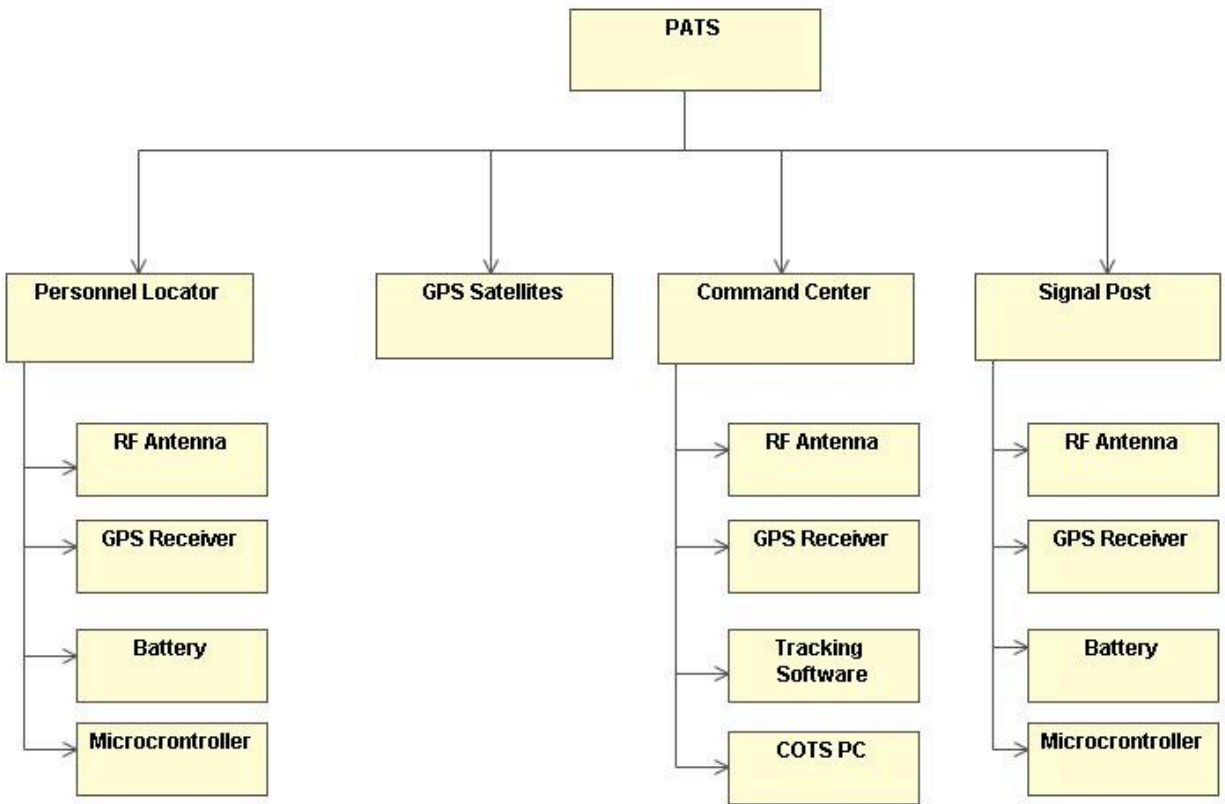 PATS
Personnel Locator
GPS Satellites
Command Center
Signal Post
RF Antenna
GPS Receiver
Battery
Microcrontroller
RF Antenna
GPS Receiver
Tracking
Software
COTS PC
RF Antenna
GPS Receiver
Battery
Microcrontroller